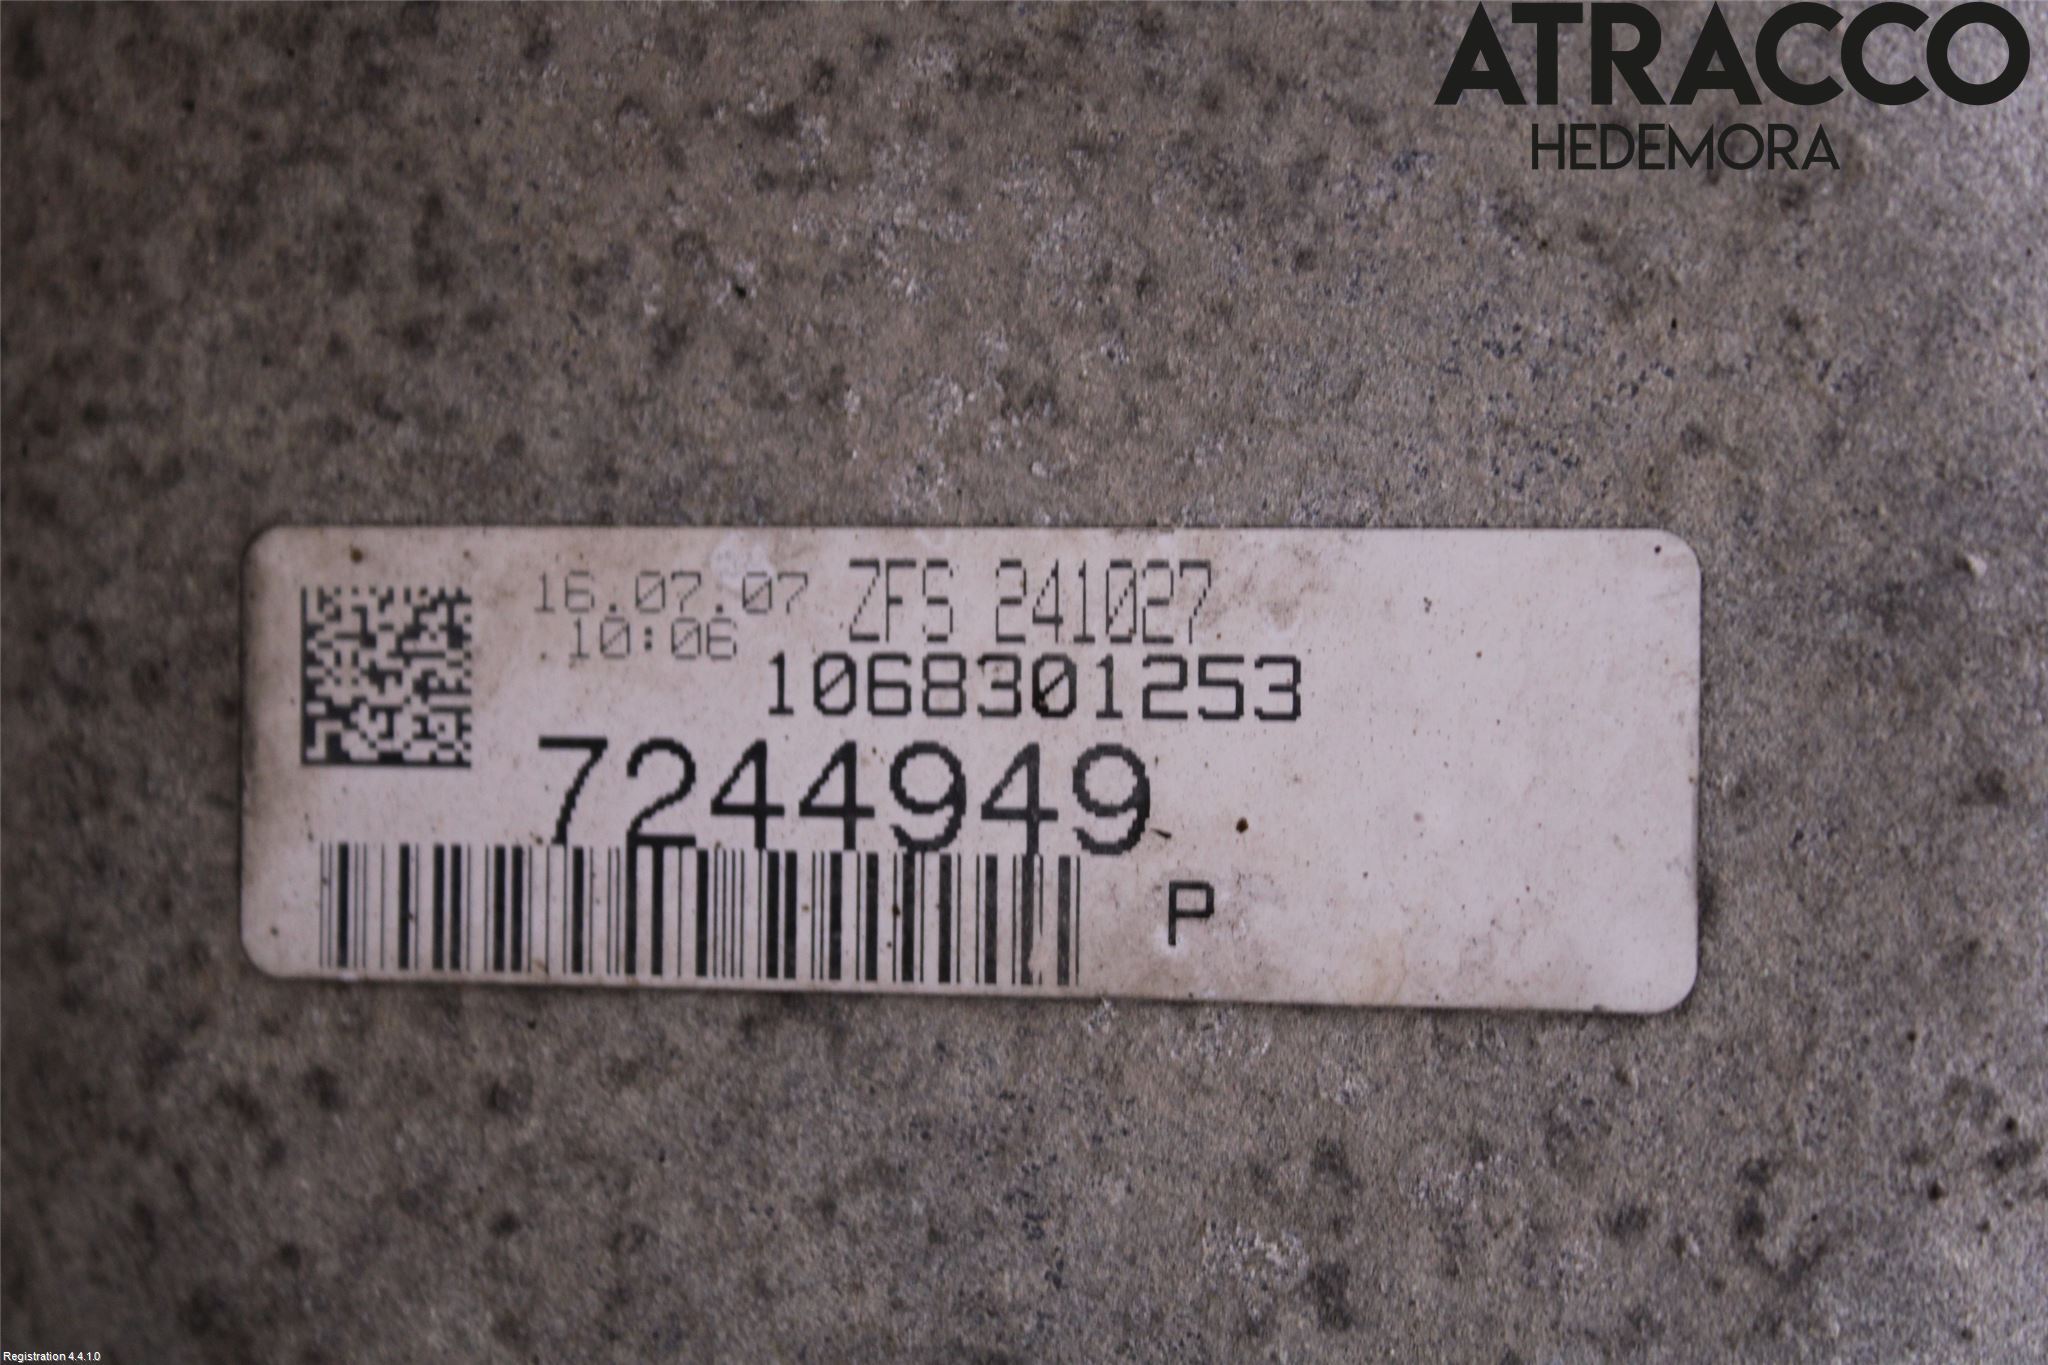 ATRACCO
HEDEMORA
16.07.07 ZFS 241027
10:06
1068301253
7244949
P
Registration 4.4.1.0